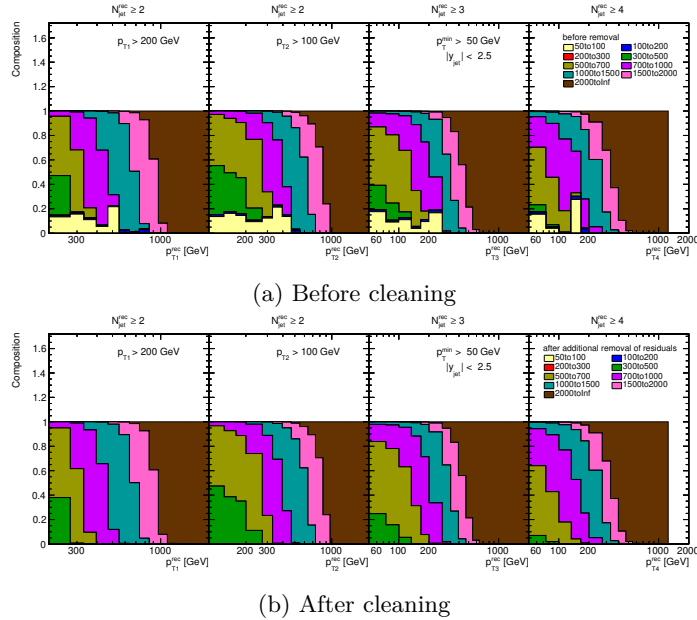 N_jet^rec ≥ 2 N_jet^rec ≥ 2 N_jet^rec ≥ 3 N_jet^rec ≥ 4
Composition
1.6
1.4
1.2
1
0.8
0.6
0.4
0.2
0
p_T1 > 200 GeV
p_T2 > 100 GeV
p_T^min > 50 GeV
|y_jet| < 2.5
before removal
50to100 100to200
200to300 300to500
500to700 700to1000
1000to1500 1500to2000
2000toInf
300 1000 200 300 1000 60 100 200 1000 60 100 200 1000 2000
p_T1^rec [GeV] p_T2^rec [GeV] p_T3^rec [GeV] p_T4^rec [GeV]
(a) Before cleaning
N_jet^rec ≥ 2 N_jet^rec ≥ 2 N_jet^rec ≥ 3 N_jet^rec ≥ 4
Composition
1.6
1.4
1.2
1
0.8
0.6
0.4
0.2
0
p_T1 > 200 GeV
p_T2 > 100 GeV
p_T^min > 50 GeV
|y_jet| < 2.5
after additional removal of residuals
50to100 100to200
200to300 300to500
500to700 700to1000
1000to1500 1500to2000
2000toInf
300 1000 200 300 1000 60 100 200 1000 60 100 200 1000 2000
p_T1^rec [GeV] p_T2^rec [GeV] p_T3^rec [GeV] p_T4^rec [GeV]
(b) After cleaning